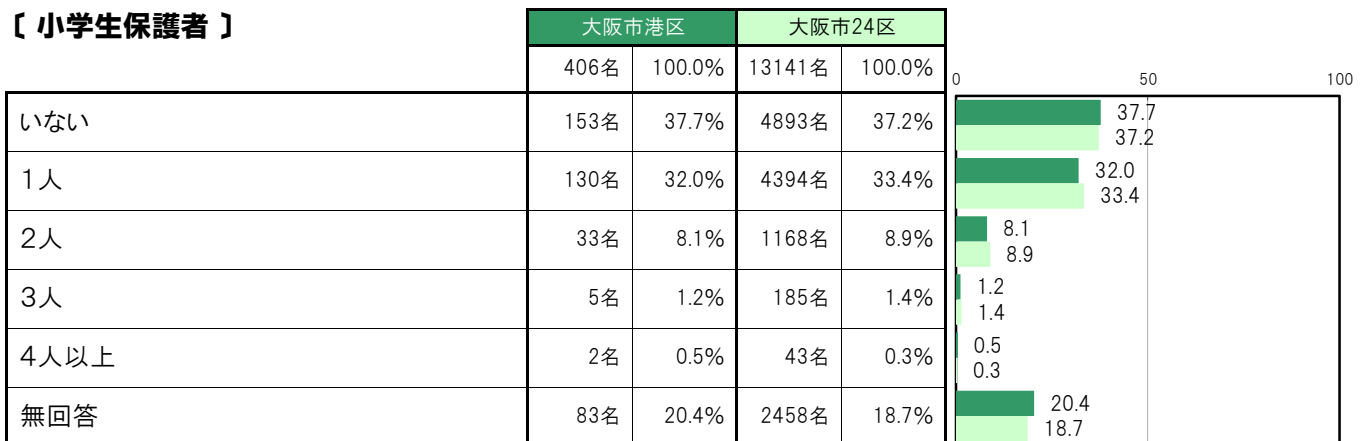 〔 小学生保護者 〕
大阪市港区 大阪市24区
406名 100.0% 13141名 100.0%
0 50 100
いない 153名 37.7% 4893名 37.2%
37.7
37.2
1人 130名 32.0% 4394名 33.4%
32.0
33.4
2人 33名 8.1% 1168名 8.9%
8.1
8.9
3人 5名 1.2% 185名 1.4%
1.2
1.4
4人以上 2名 0.5% 43名 0.3%
0.5
0.3
無回答 83名 20.4% 2458名 18.7%
20.4
18.7